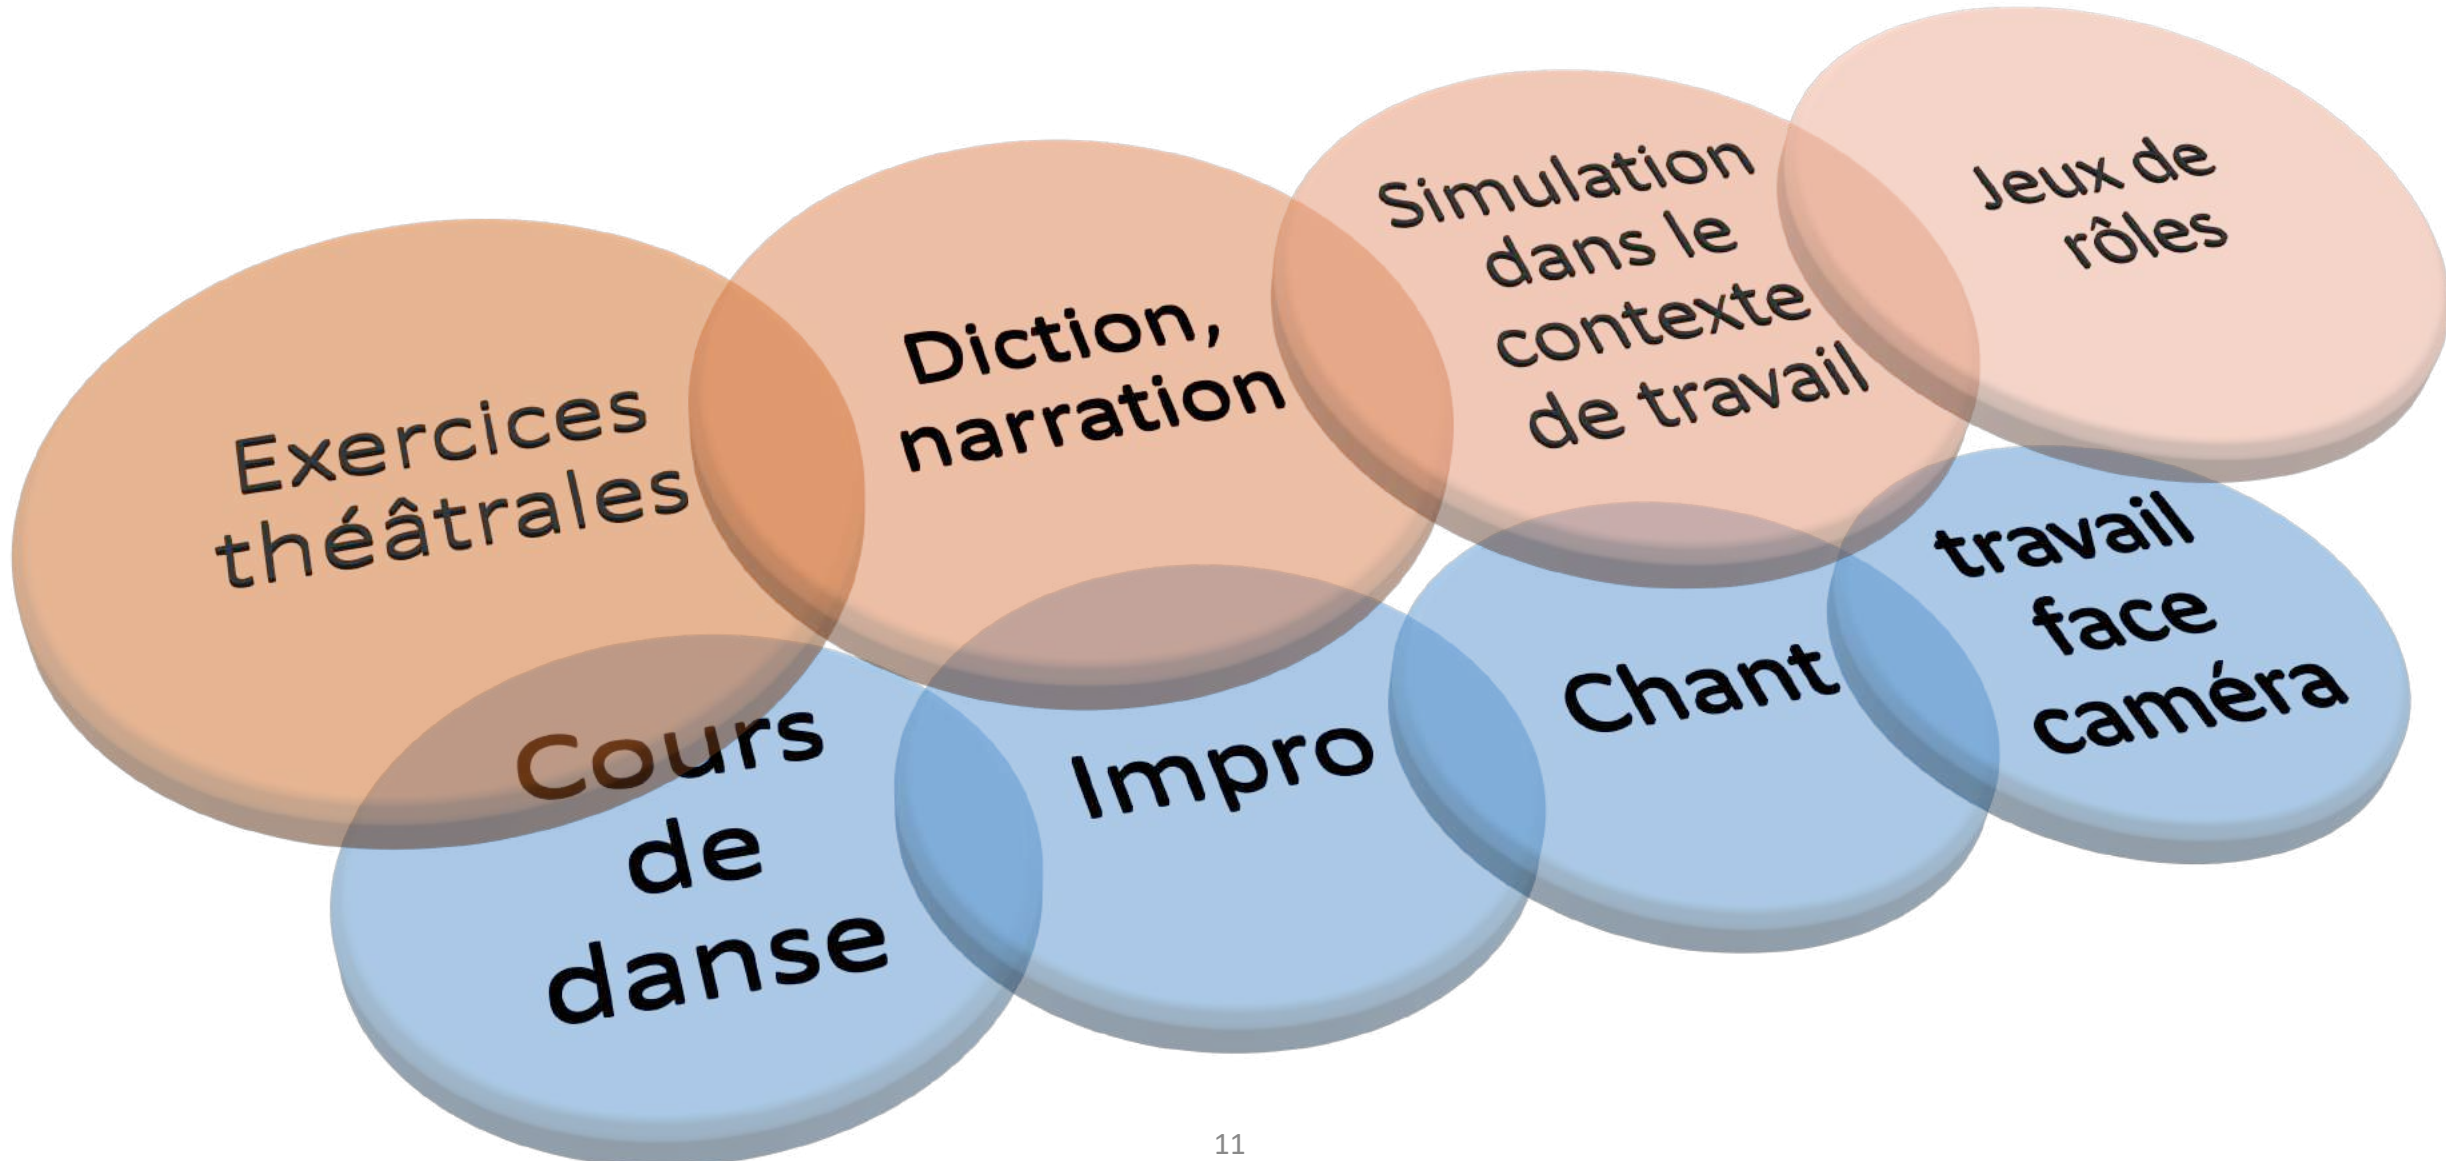 Exercices
théâtrales
Diction,
narration
Simulation
dans le
contexte
de travail
Jeux de
rôles
Cours
de
danse
Impro
Chant
travail
face
caméra
11